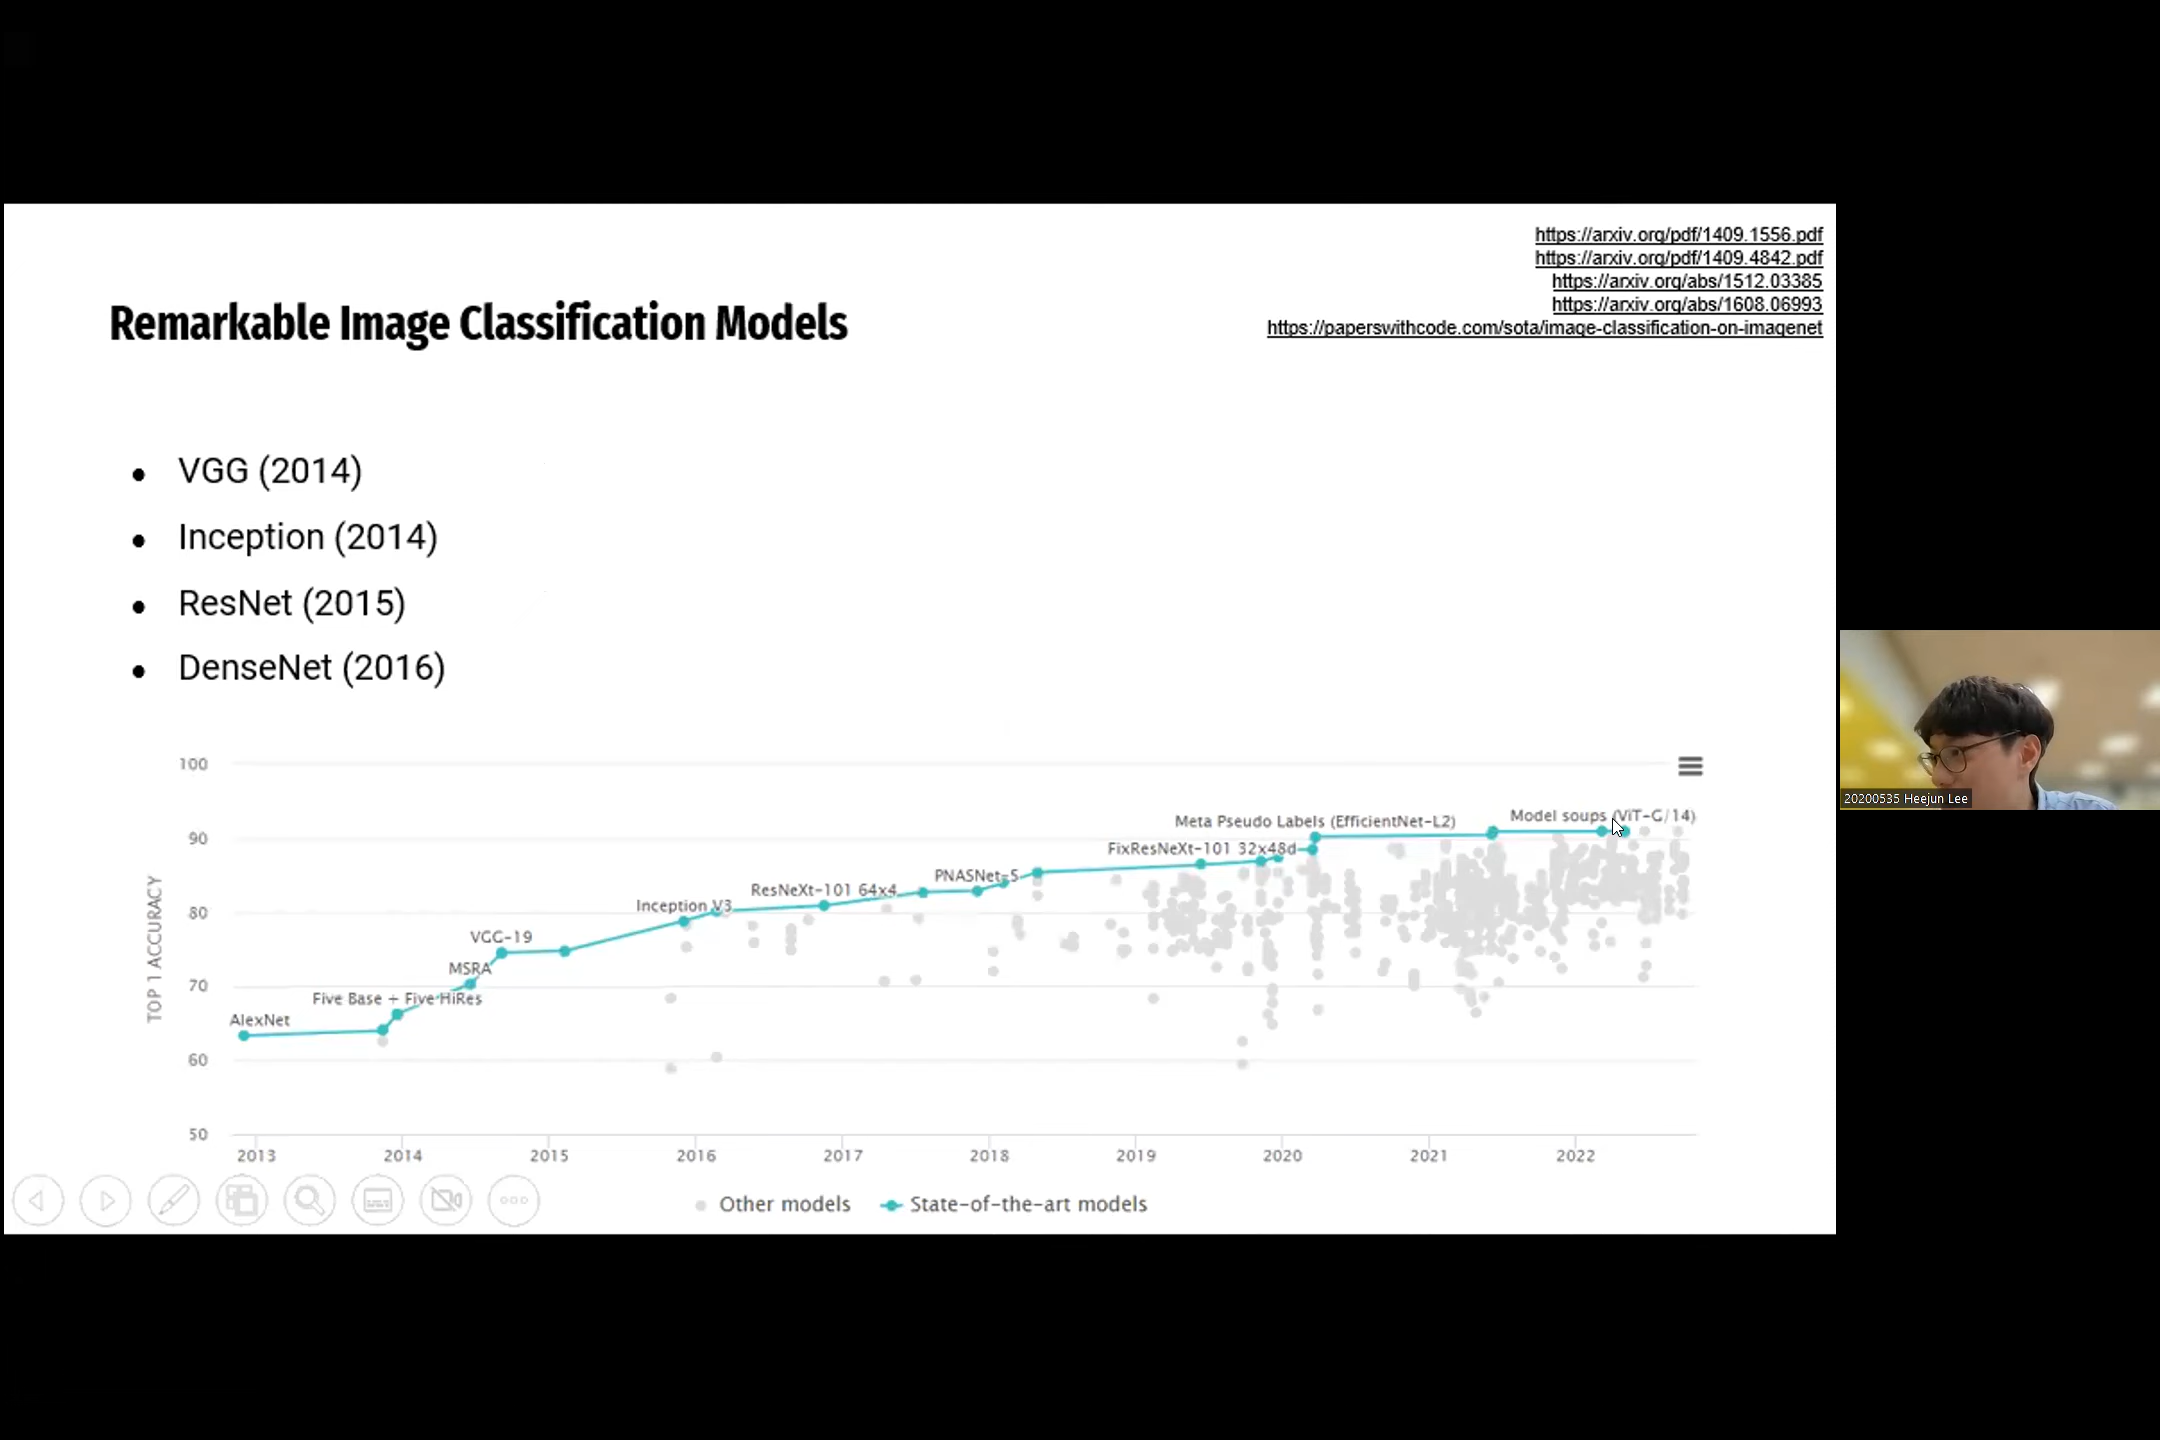 https://arxiv.org/pdf/1409.1556.pdf
https://arxiv.org/pdf/1409.4842.pdf
https://arxiv.org/abs/1512.03385
https://arxiv.org/abs/1608.06993
https://paperswithcode.com/sota/image-classification-on-imagenet
Remarkable Image Classification Models
• VGG (2014)
• Inception (2014)
• ResNet (2015)
• DenseNet (2016)
TOP 1 ACCURACY
100
90
80
70
60
50
AlexNet
Five Base + Five HiRes
MSRA
VGG-19
Inception V3
ResNeXt-101 64x4
PNASNet-5
FixResNeXt-101 32x48d
Meta Pseudo Labels (EfficientNet-L2)
Model soups (ViT-G/14)
2013 2014 2015 2016 2017 2018 2019 2020 2021 2022
Other models State-of-the-art models
20200535 Heejun Lee